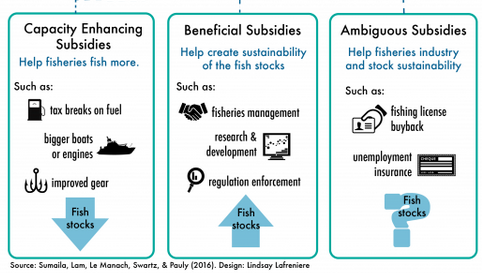 Capacity Enhancing
Subsidies
Help fisheries fish more.
Such as:
tax breaks on fuel
bigger boats
or engines
improved gear
Fish
stocks
Beneficial Subsidies
Help create sustainability
of the fish stocks
Such as:
fisheries management
research &
development
regulation enforcement
Fish
stocks
Ambiguous Subsidies
Help fisheries industry
and stock sustainability
Such as:
fishing license
buyback
unemployment
insurance
Fish
stocks
Source: Sumaila, Lam, Le Manach, Swartz, & Pauly (2016). Design: Lindsay Lafreniere